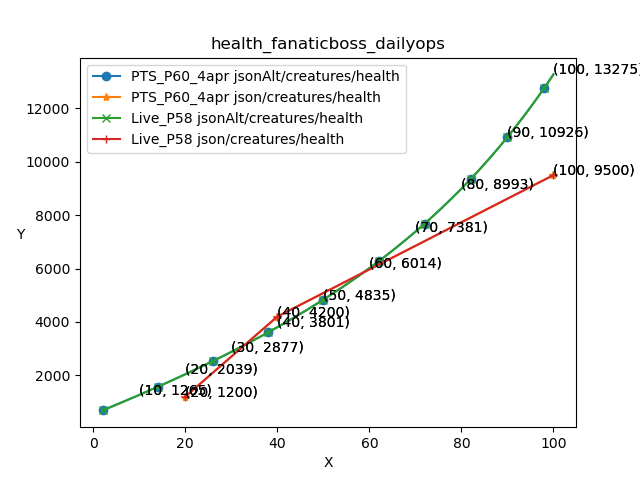 health_fanaticboss_dailyops
PTS_P60_4apr jsonAlt/creatures/health
PTS_P60_4apr json/creatures/health
Live_P58 jsonAlt/creatures/health
Live_P58 json/creatures/health
(100, 13275)
12000
(90, 10926)
10000
(100, 9500)
(80, 8993)
8000
(70, 7381)
Y
6000
(60, 6014)
(50, 4835)
(40, 4200)
4000
(40, 3801)
(30, 2877)
(20, 2039)
2000
(20, 1200)
0 20 40 60 80 100
X